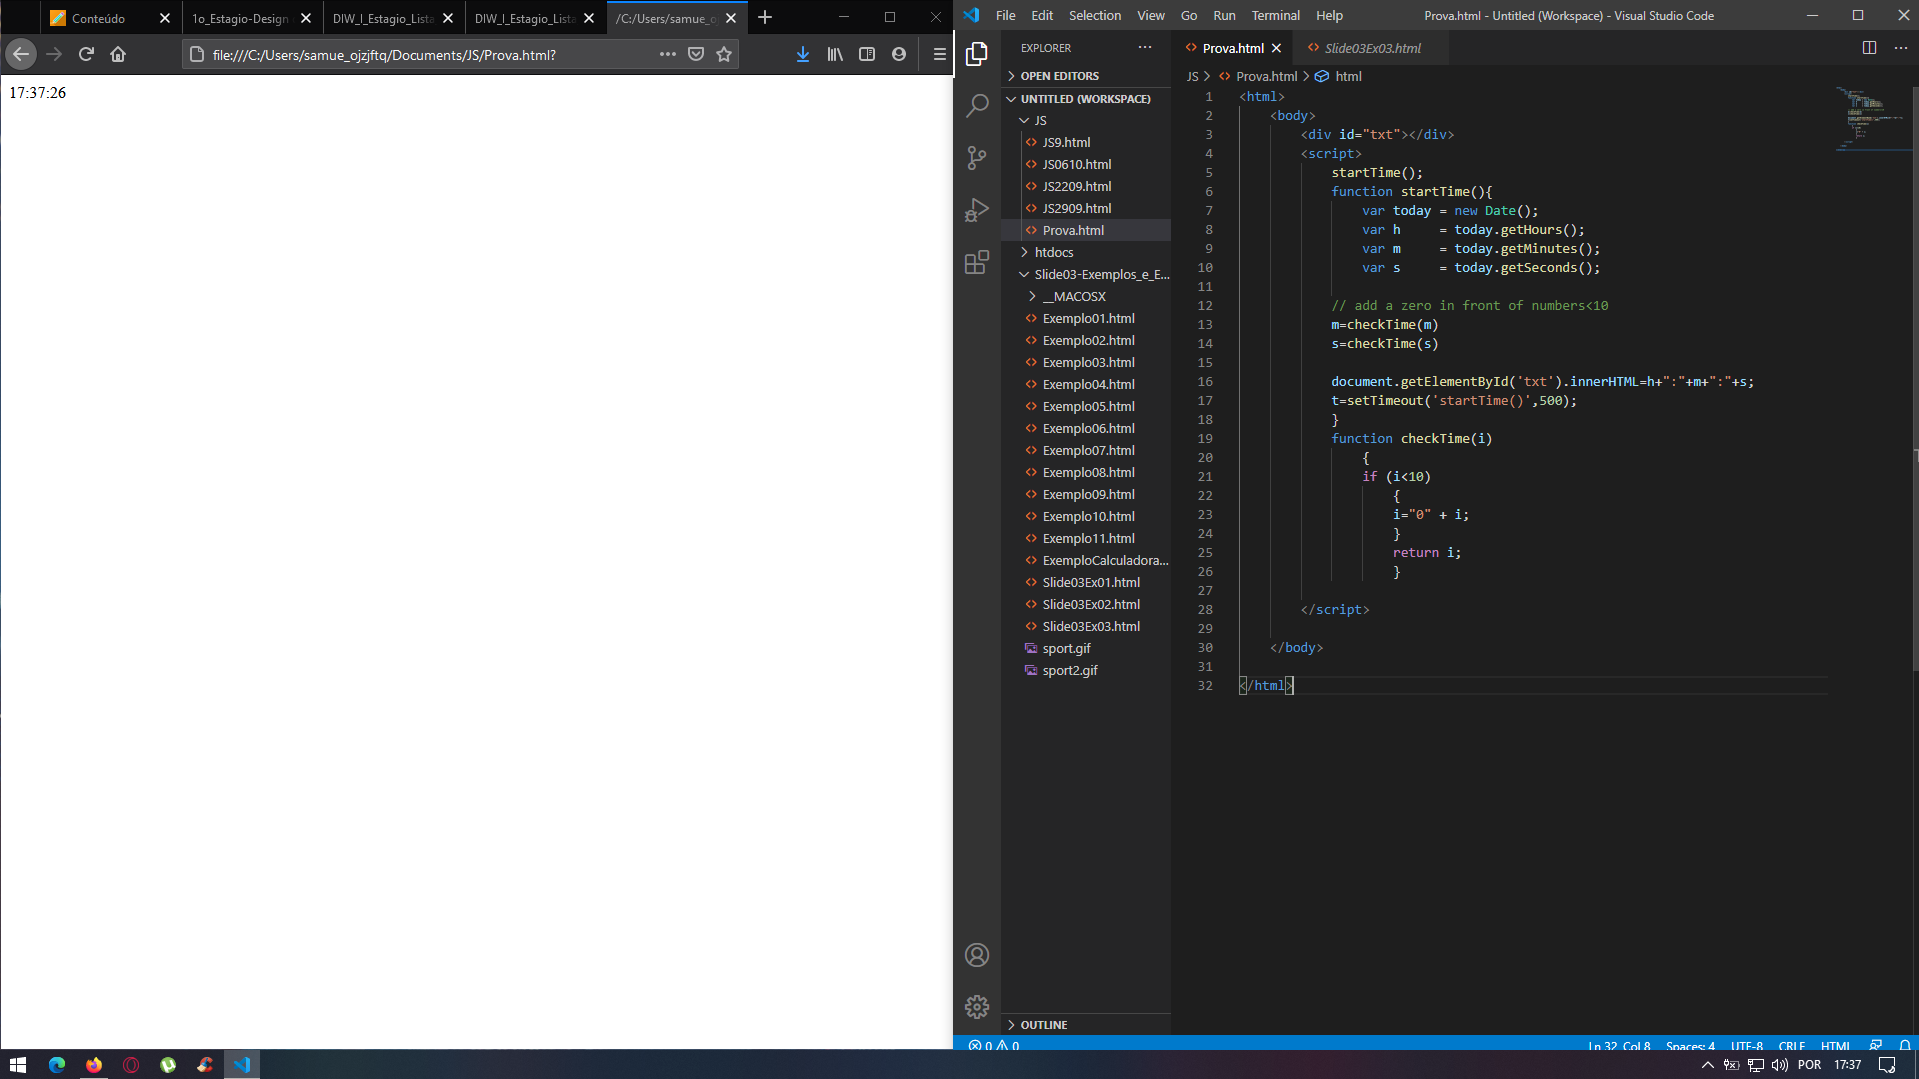 Conteúdo
1o_Estagio-Design
DIW_I_Estagio_Lista
DIW_I_Estagio_Lista
/C:/Users/samue_oj
file:///C:/Users/samue_ojzjftq/Documents/JS/Prova.html?
17:37:26
File Edit Selection View Go Run Terminal Help
Prova.html - Untitled (Workspace) - Visual Studio Code
EXPLORER
OPEN EDITORS
UNTITLED (WORKSPACE)
JS
JS9.html
JS0610.html
JS2209.html
JS2909.html
Prova.html
htdocs
Slide03-Exemplos_e_E...
__MACOSX
Exemplo01.html
Exemplo02.html
Exemplo03.html
Exemplo04.html
Exemplo05.html
Exemplo06.html
Exemplo07.html
Exemplo08.html
Exemplo09.html
Exemplo10.html
Exemplo11.html
ExemploCalculadora...
Slide03Ex01.html
Slide03Ex02.html
Slide03Ex03.html
sport.gif
sport2.gif
OUTLINE
Prova.html
Slide03Ex03.html
JS > Prova.html > html
1 <html>
2 <body>
3 <div id="txt"></div>
4 <script>
5 startTime();
6 function startTime(){
7 var today = new Date();
8 var h = today.getHours();
9 var m = today.getMinutes();
10 var s = today.getSeconds();
11
12 // add a zero in front of numbers<10
13 m=checkTime(m)
14 s=checkTime(s)
15
16 document.getElementById('txt').innerHTML=h+":"+m+":"+s;
17 t=setTimeout('startTime()',500);
18 }
19 function checkTime(i)
20 {
21 if (i<10)
22 {
23 i="0" + i;
24 }
25 return i;
26 }
27
28 </script>
29
30 </body>
31
32 </html>
0 0
Ln 32, Col 8 Spaces: 4 UTF-8 CRLF HTML
POR 17:37